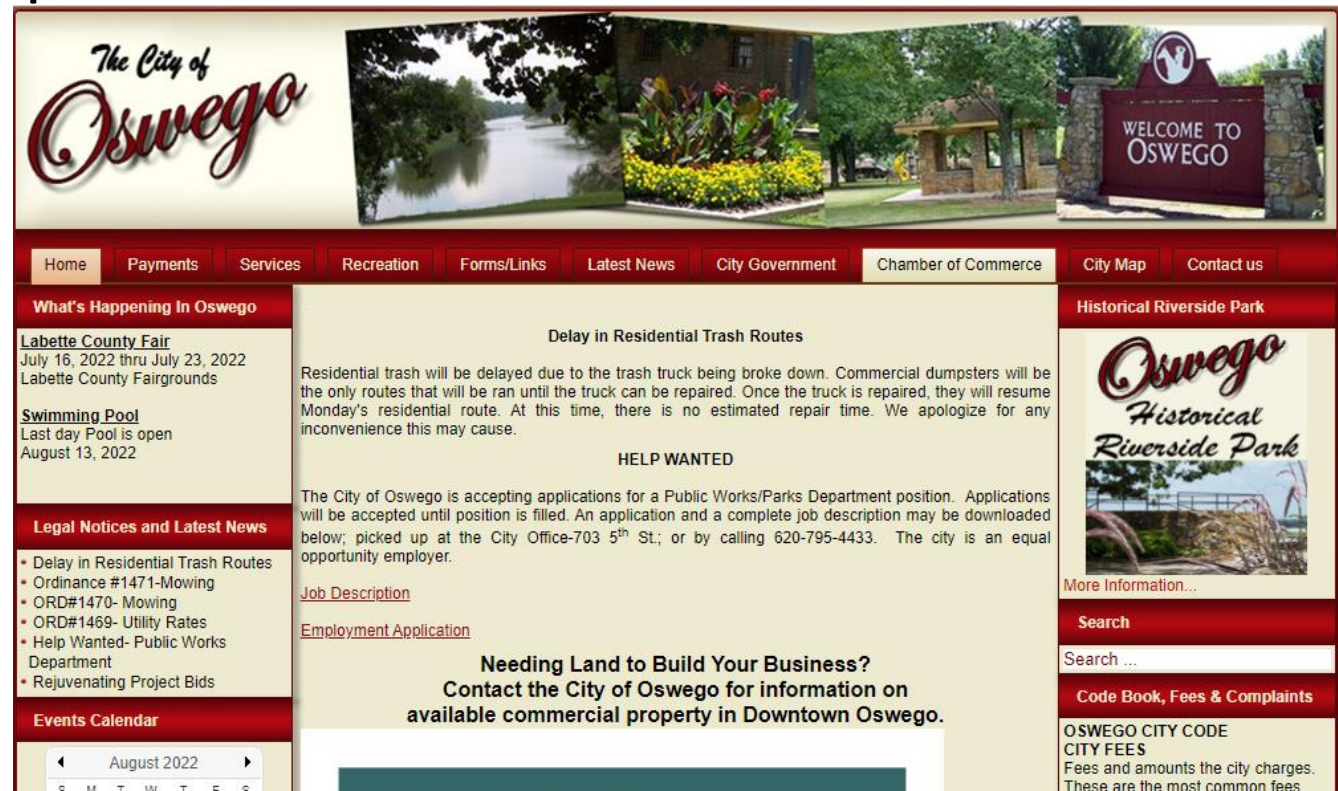 The City of
Oswego
WELCOME TO
OSWEGO
Home Payments Services Recreation Forms/Links Latest News City Government Chamber of Commerce City Map Contact us
What's Happening In Oswego
Labette County Fair
July 16, 2022 thru July 23, 2022
Labette County Fairgrounds
Swimming Pool
Last day Pool is open
August 13, 2022
Legal Notices and Latest News
• Delay in Residential Trash Routes
• Ordinance #1471-Mowing
• ORD#1470- Mowing
• ORD#1469- Utility Rates
• Help Wanted- Public Works
Department
• Rejuvenating Project Bids
Events Calendar
August 2022
S M T W T F S
Delay in Residential Trash Routes
Residential trash will be delayed due to the trash truck being broke down. Commercial dumpsters will be
the only routes that will be ran until the truck can be repaired. Once the truck is repaired, they will resume
Monday's residential route. At this time, there is no estimated repair time. We apologize for any
inconvenience this may cause.
HELP WANTED
The City of Oswego is accepting applications for a Public Works/Parks Department position. Applications
will be accepted until position is filled. An application and a complete job description may be downloaded
below; picked up at the City Office-703 5th St.; or by calling 620-795-4433. The city is an equal
opportunity employer.
Job Description
Employment Application
Needing Land to Build Your Business?
Contact the City of Oswego for information on
available commercial property in Downtown Oswego.
Historical Riverside Park
Oswego
Historical
Riverside Park
More Information...
Search
Search ...
Code Book, Fees & Complaints
OSWEGO CITY CODE
CITY FEES
Fees and amounts the city charges.
These are the most common fees